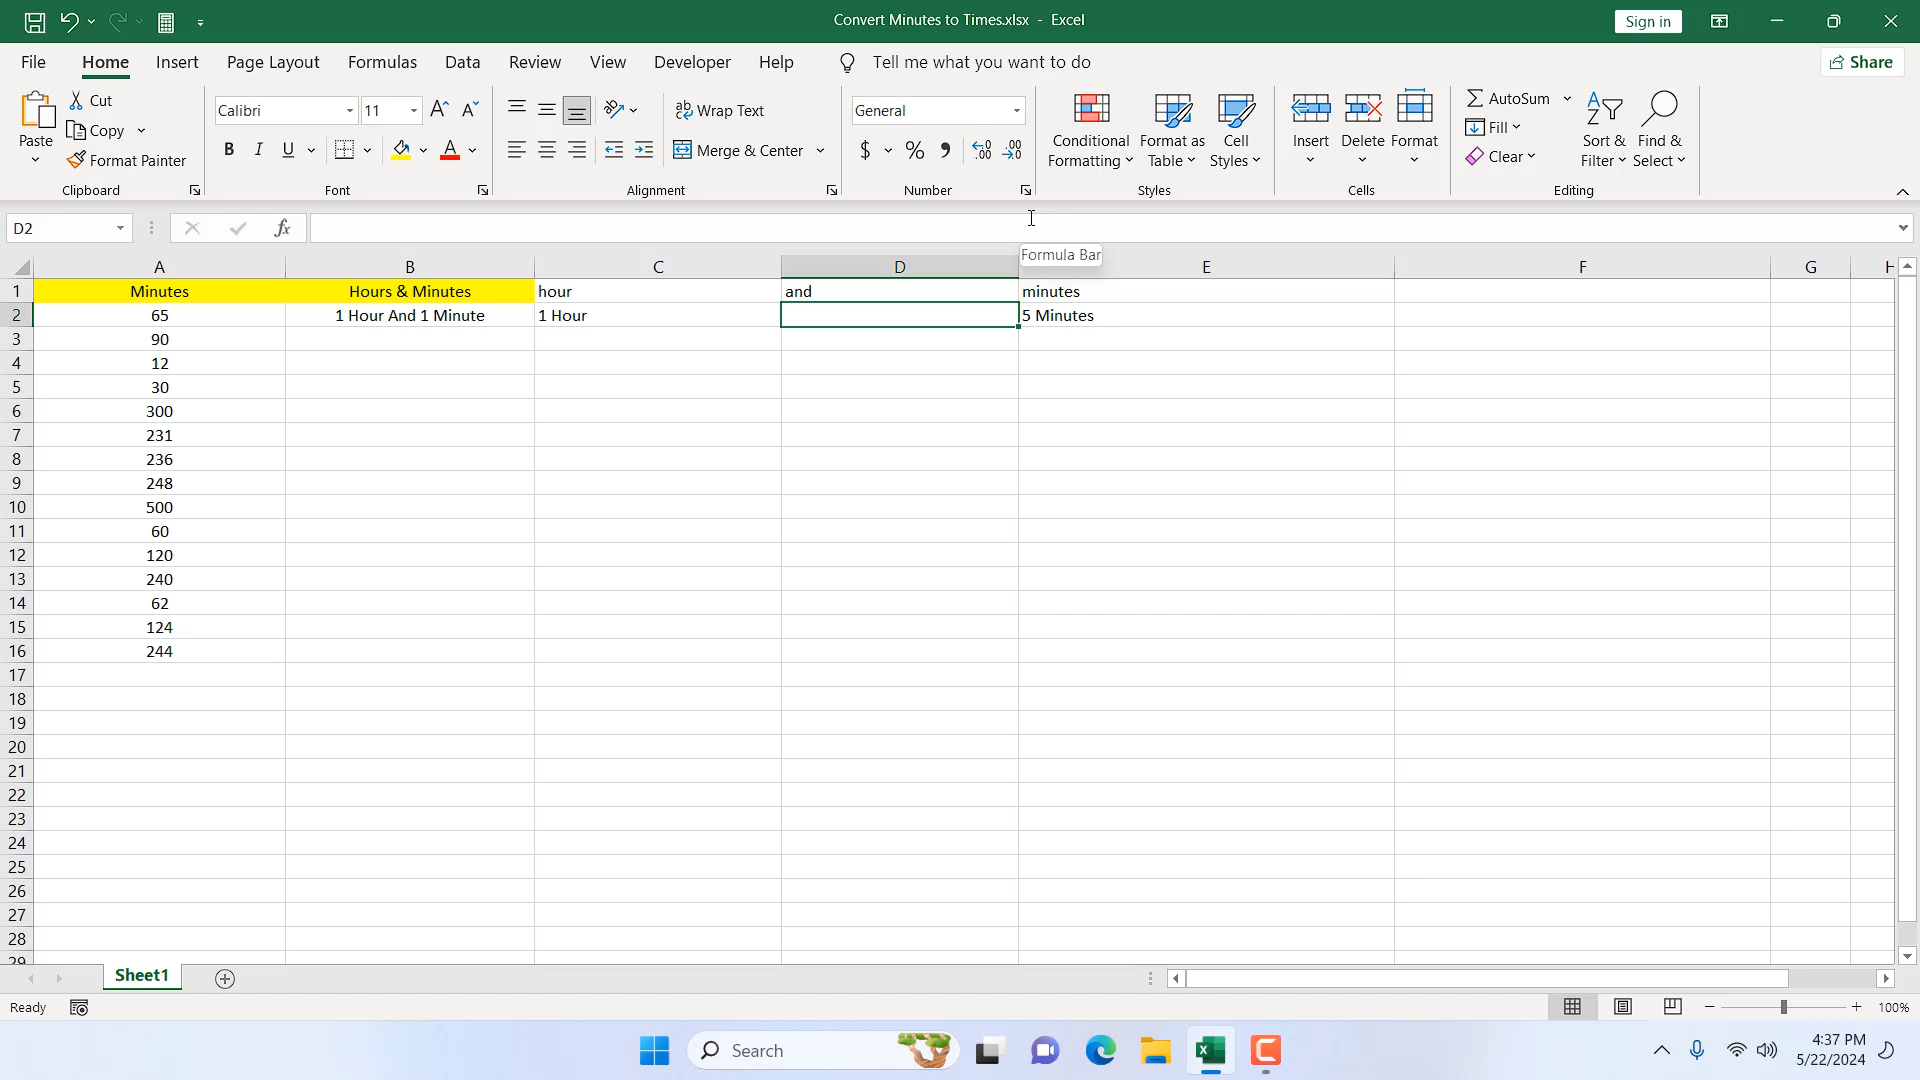 Convert Minutes to Times.xlsx - Excel
Sign in
File Home Insert Page Layout Formulas Data Review View Developer Help Tell me what you want to do
Share
Paste
Cut
Copy
Format Painter
Clipboard
Calibri 11
B I U A
Font
Wrap Text
Merge & Center
Alignment
General
$ % 9
Number
Conditional Formatting
Format as Table
Cell Styles
Styles
Insert Delete Format
Cells
AutoSum
Fill
Clear
Sort & Filter
Find & Select
Editing
D2 fx
Formula Bar
A B C D E F G H
1 Minutes Hours & Minutes hour and minutes
2 65 1 Hour And 1 Minute 1 Hour 5 Minutes
3 90
4 12
5 30
6 300
7 231
8 236
9 248
10 500
11 60
12 120
13 240
14 62
15 124
16 244
17
18
19
20
21
22
23
24
25
26
27
28
29
Sheet1
Ready
100%
Search
4:37 PM
5/22/2024